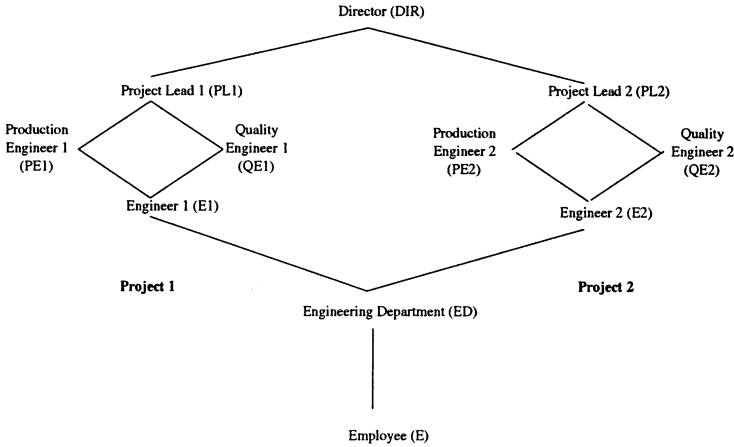 Director (DIR)
Project Lead 1 (PL1)
Project Lead 2 (PL2)
Production
Engineer 1
(PE1)
Quality
Engineer 1
(QE1)
Production
Engineer 2
(PE2)
Quality
Engineer 2
(QE2)
Engineer 1 (E1)
Engineer 2 (E2)
Project 1
Project 2
Engineering Department (ED)
Employee (E)